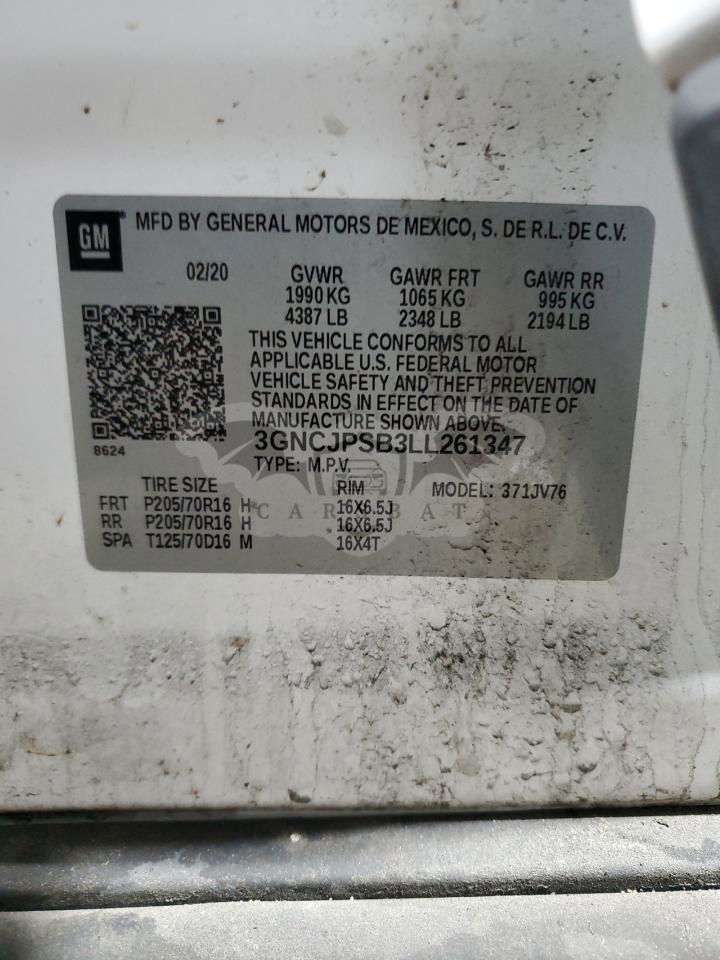 GM MFD BY GENERAL MOTORS DE MEXICO, S. DE R.L. DE C.V.
02/20 GVWR GAWR FRT GAWR RR
1990 KG 1065 KG 995 KG
4387 LB 2348 LB 2194 LB
THIS VEHICLE CONFORMS TO ALL
APPLICABLE U.S. FEDERAL MOTOR
VEHICLE SAFETY AND THEFT PREVENTION
STANDARDS IN EFFECT ON THE DATE OF
MANUFACTURE SHOWN ABOVE.
8624 3GNCJPSB3LL261347
TYPE: M.P.V.
TIRE SIZE RIM MODEL: 371JV76
FRT P205/70R16 H 16X6.5J
CAR BAT
RR P205/70R16 H 16X6.5J
SPA T125/70D16 M 16X4T